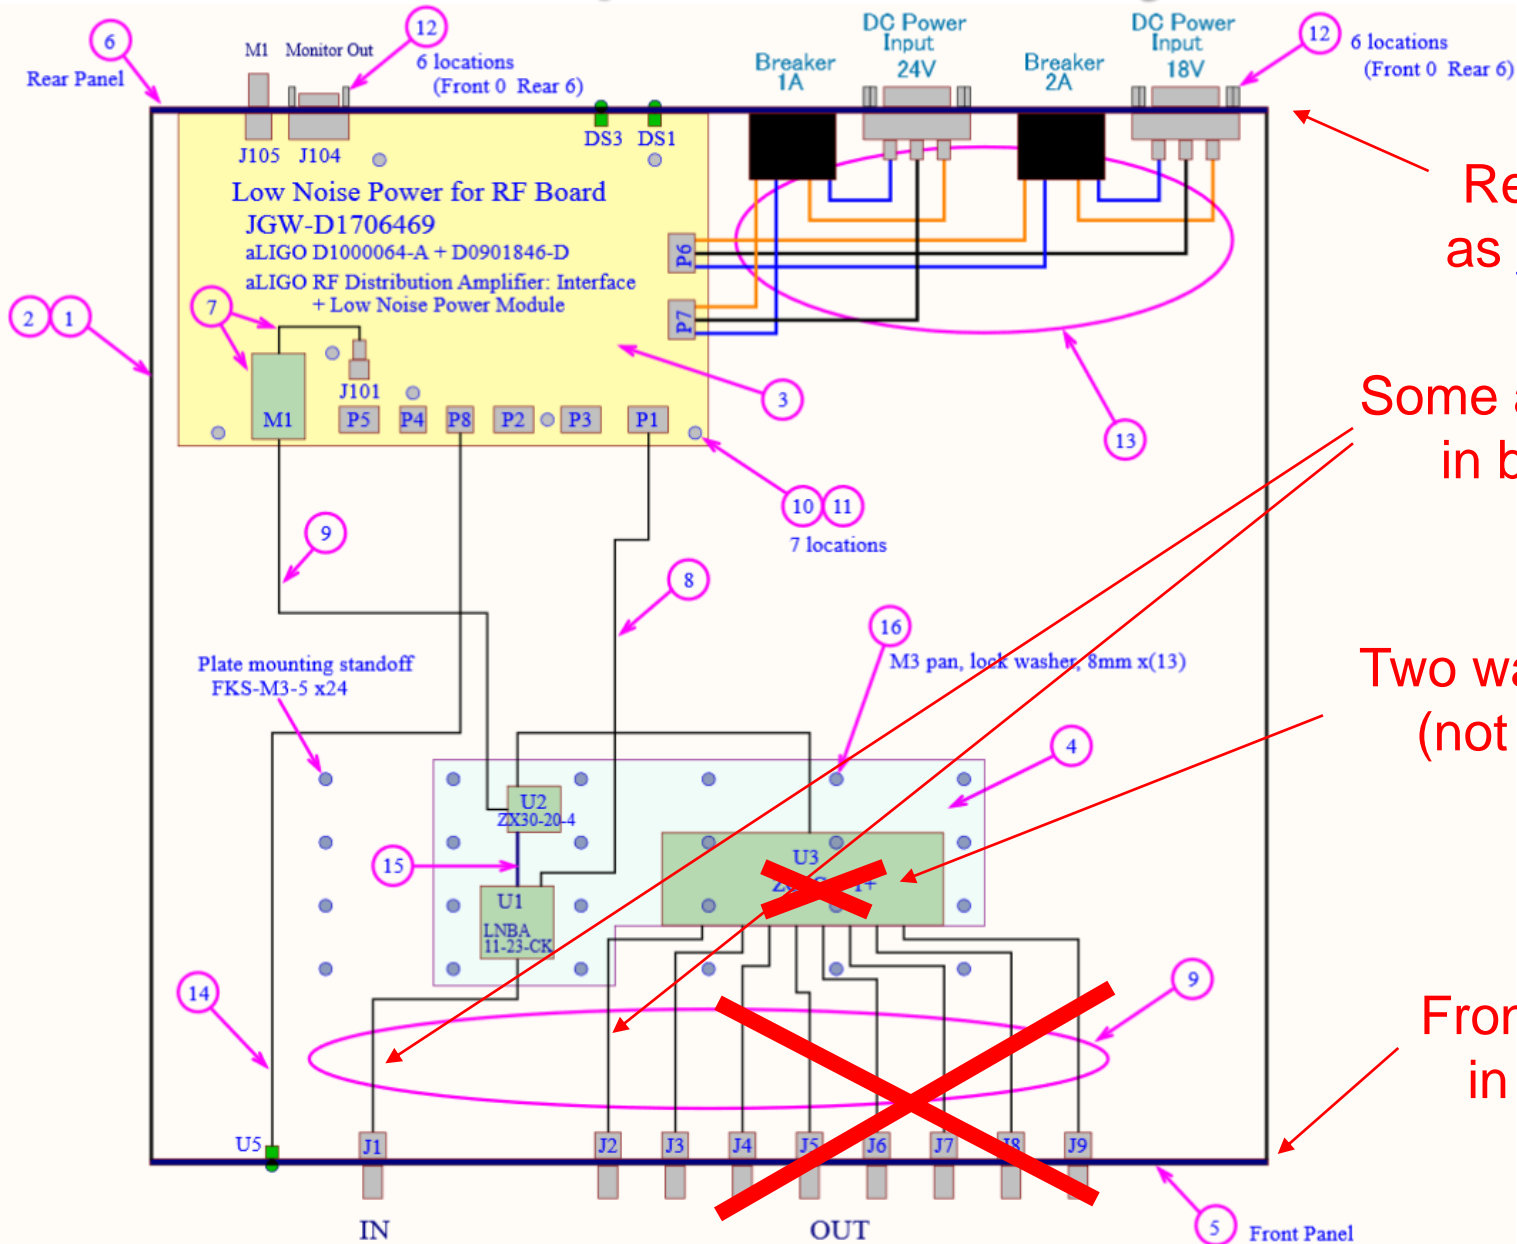 6
Rear Panel
M1
Monitor Out
12
6 locations
(Front 0 Rear 6)
Breaker
1A
DC Power
Input
24V
Breaker
2A
DC Power
Input
18V
12
6 locations
(Front 0 Rear 6)
J105
J104
DS3
DS1
Low Noise Power for RF Board
JGW-D1706469
aLIGO D1000064-A + D0901846-D
aLIGO RF Distribution Amplifier: Interface
+ Low Noise Power Module
P6
P7
as
2
1
7
J101
M1
P5
P4
P8
P2
P3
P1
3
13
Some
in
10
11
7 locations
9
8
16
M3 pan, lock washer, 8mm x(13)
Plate mounting standoff
FKS-M3-5 x24
Two
(not
4
U2
ZX30-20-4
15
U1
LNBA
11-23-CK
U3
14
9
in
U5
J1
J2
J3
J4
J5
J6
J7
J8
J9
IN
OUT
5
Front Panel